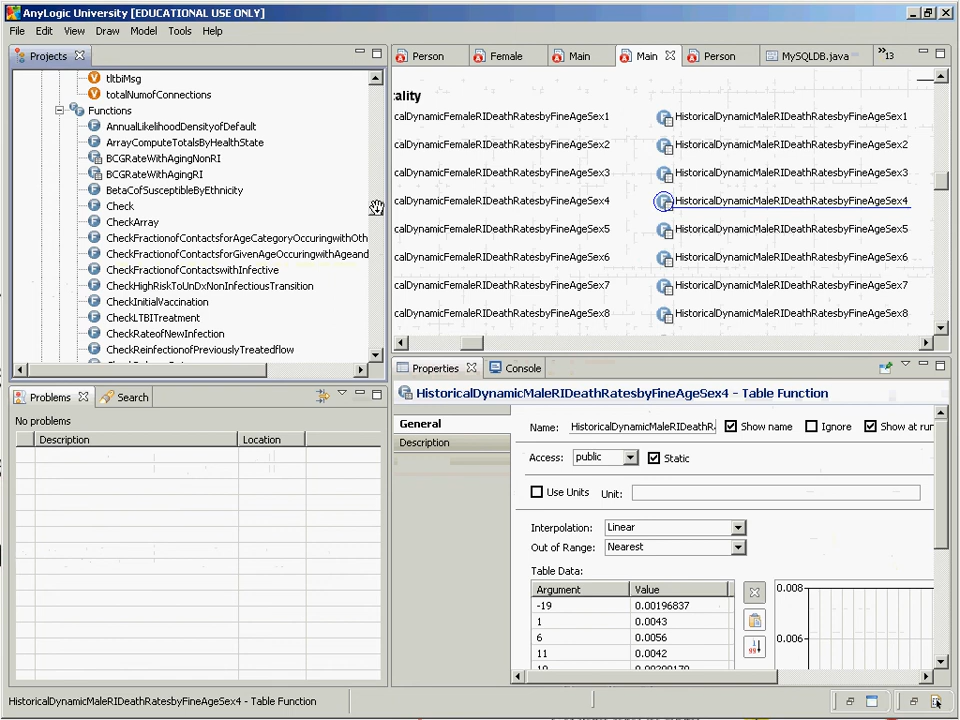 AnyLogic University [EDUCATIONAL USE ONLY]
File Edit View Draw Model Tools Help
Projects
tltbiMsg
totalNumofConnections
Functions
AnnualLikelihoodDensityofDefault
ArrayComputeTotalsByHealthState
BCGRateWithAgingNonRI
BCGRateWithAgingRI
BetaCofSusceptibleByEthnicity
Check
CheckArray
CheckFractionofContactsforAgeCategoryOccuringwithOth
CheckFractionofContactsforGivenAgeOccuringwithAgeand
CheckFractionofContactswithInfective
CheckHighRiskToUnDxNonInfectiousTransition
CheckInitialVaccination
CheckLTBITreatment
CheckRateofNewInfection
CheckReinfectionofPreviouslyTreatedflow
Person Female Main Main Person MySQLDB.java »13
cality
calDynamicFemaleRIDeathRatesbyFineAgeSex1 HistoricalDynamicMaleRIDeathRatesbyFineAgeSex1
calDynamicFemaleRIDeathRatesbyFineAgeSex2 HistoricalDynamicMaleRIDeathRatesbyFineAgeSex2
calDynamicFemaleRIDeathRatesbyFineAgeSex3 HistoricalDynamicMaleRIDeathRatesbyFineAgeSex3
calDynamicFemaleRIDeathRatesbyFineAgeSex4 HistoricalDynamicMaleRIDeathRatesbyFineAgeSex4
calDynamicFemaleRIDeathRatesbyFineAgeSex5 HistoricalDynamicMaleRIDeathRatesbyFineAgeSex5
calDynamicFemaleRIDeathRatesbyFineAgeSex6 HistoricalDynamicMaleRIDeathRatesbyFineAgeSex6
calDynamicFemaleRIDeathRatesbyFineAgeSex7 HistoricalDynamicMaleRIDeathRatesbyFineAgeSex7
calDynamicFemaleRIDeathRatesbyFineAgeSex8 HistoricalDynamicMaleRIDeathRatesbyFineAgeSex8
Problems Search
No problems
Description Location
Properties Console
HistoricalDynamicMaleRIDeathRatesbyFineAgeSex4 - Table Function
General
Description
Name: HistoricalDynamicMaleRIDeathR Show name Ignore Show at run
Access: public Static
Use Units Unit:
Interpolation: Linear
Out of Range: Nearest
Table Data:
Argument Value
-19 0.00196837
1 0.0043
6 0.0056
11 0.0042
0.008
0.006
HistoricalDynamicMaleRIDeathRatesbyFineAgeSex4 - Table Function